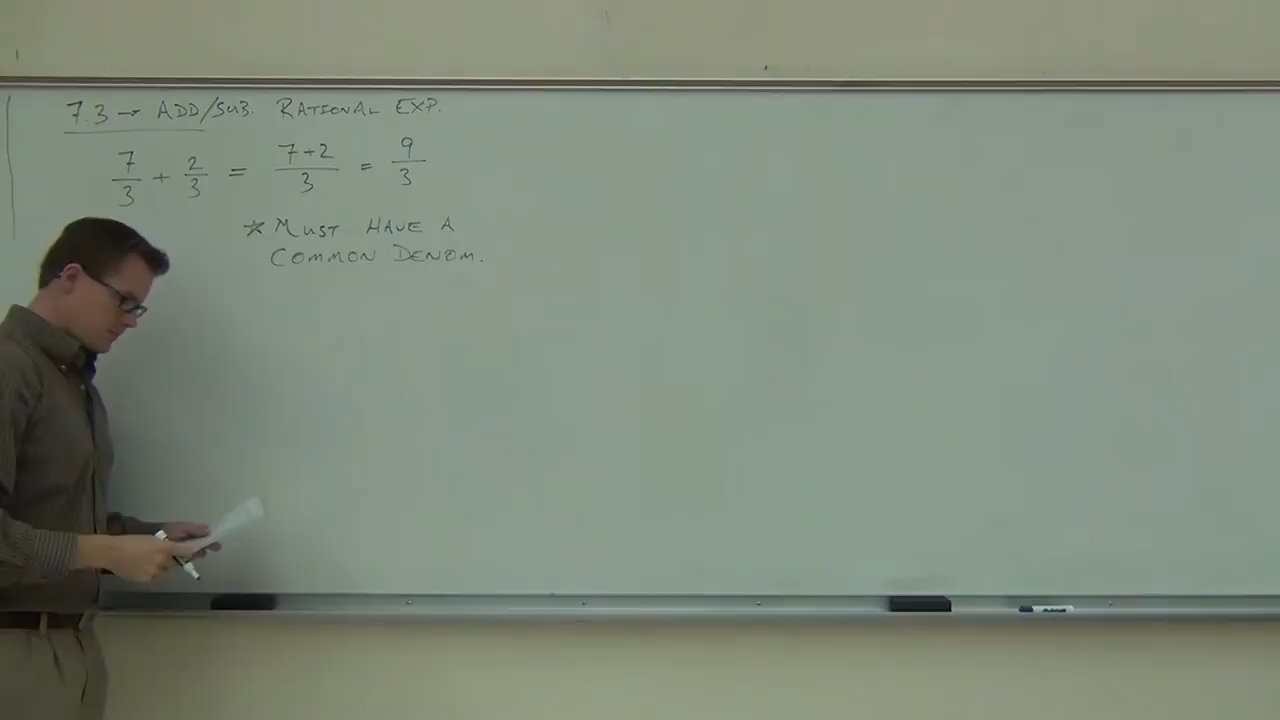 7.3 → ADD/SUB. RATIONAL EXP.
7/3 + 2/3 = 7+2/3 = 9/3
☆ MUST HAVE A
COMMON DENOM.